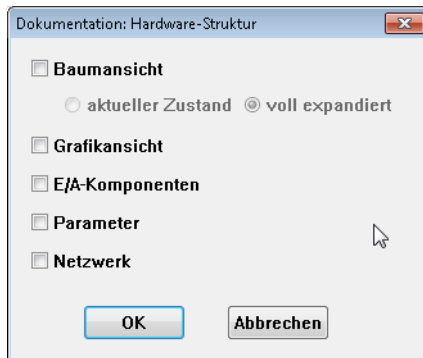 Dokumentation: Hardware-Struktur
Baumansicht
aktueller Zustand voll expandiert
Grafikansicht
E/A-Komponenten
Parameter
Netzwerk
OK Abbrechen